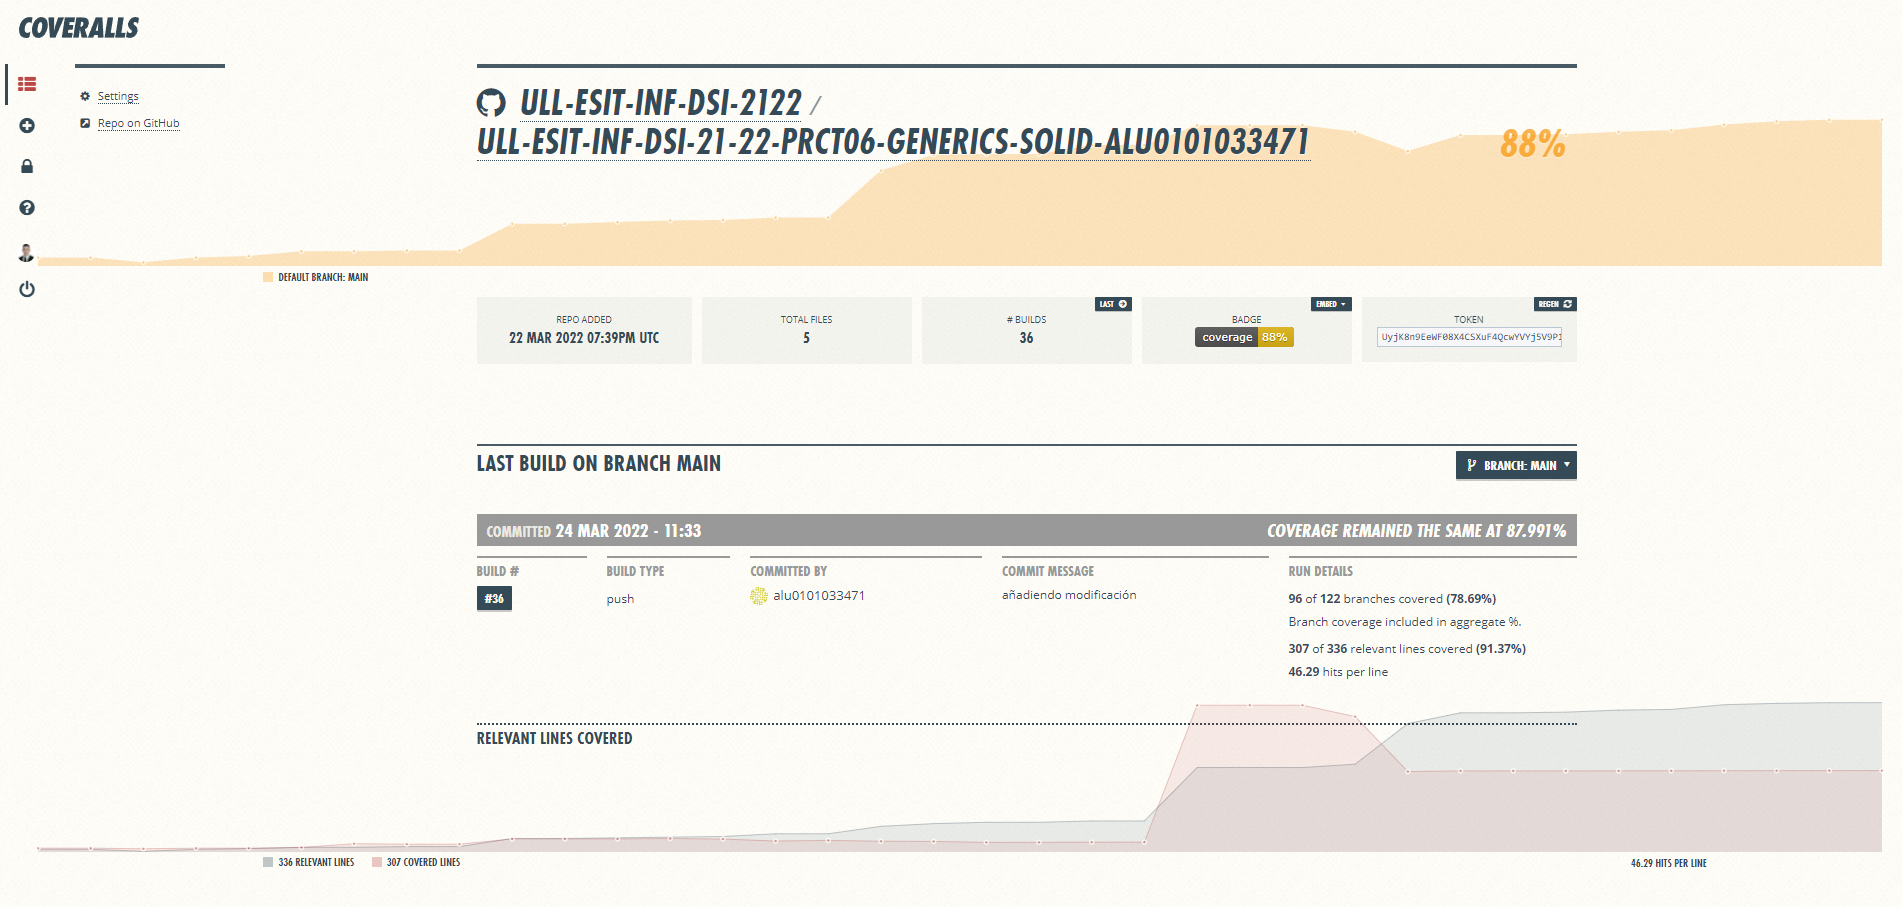 COVERALLS
Settings
Repo on GitHub
ULL-ESIT-INF-DSI-2122 /
ULL-ESIT-INF-DSI-21-22-PRCT06-GENERICS-SOLID-ALU0101033471
88%
DEFAULT BRANCH: MAIN
REPO ADDED
22 MAR 2022 07:39PM UTC
TOTAL FILES
5
LAST
# BUILDS
36
EMBED
BADGE
coverage 88%
REGEN
TOKEN
UyjK8n9EeWF08X4CSXuF4QcwYVYj5V9P1
LAST BUILD ON BRANCH MAIN
BRANCH: MAIN
COMMITTED 24 MAR 2022 - 11:33
COVERAGE REMAINED THE SAME AT 87.991%
BUILD #
#36
BUILD TYPE
push
COMMITTED BY
alu0101033471
COMMIT MESSAGE
añadiendo modificación
RUN DETAILS
96 of 122 branches covered (78.69%)
Branch coverage included in aggregate %.
307 of 336 relevant lines covered (91.37%)
46.29 hits per line
RELEVANT LINES COVERED
336 RELEVANT LINES
307 COVERED LINES
46.29 HITS PER LINE